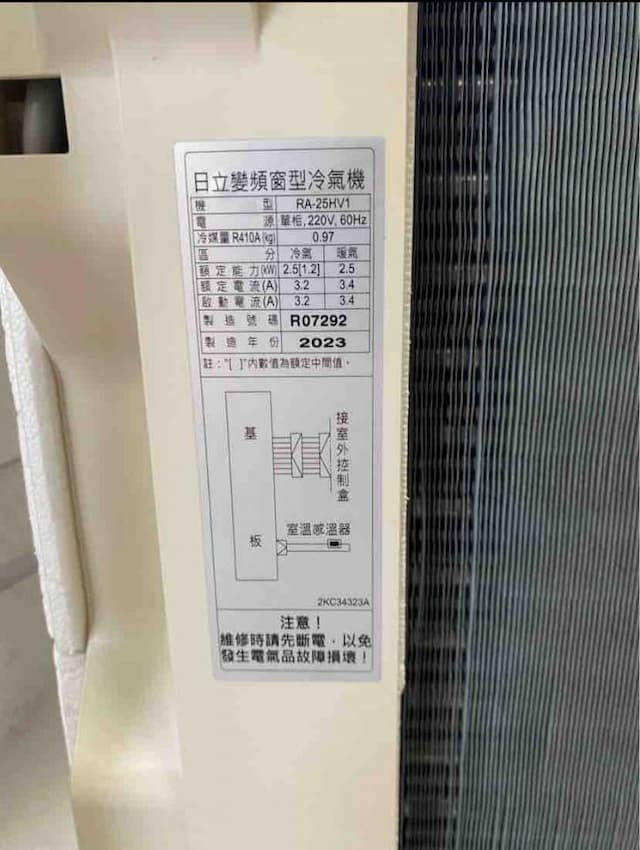 日立變頻窗型冷氣機
機型 RA-25HV1
電源 單相,220V, 60Hz
冷媒量 R410A(kg) 0.97
區分 冷氣 暖氣
額定能力(kW) 2.5[1.2] 2.5
額定電流(A) 3.2 3.4
啟動電流(A) 3.2 3.4
製造號碼 R07292
製造年份 2023
註："[ ]"內數值為額定中間值。
基板
接室外控制盒
室溫感溫器
2KC34323A
注意！
維修時請先斷電，以免
發生電氣品故障損壞！